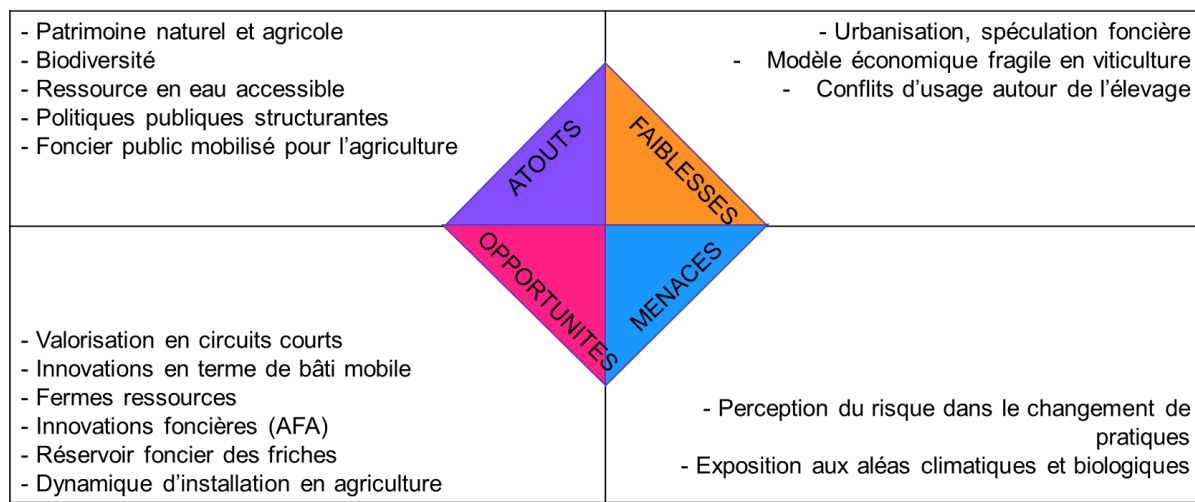 - Patrimoine naturel et agricole
- Biodiversité
- Ressource en eau accessible
- Politiques publiques structurantes
- Foncier public mobilisé pour l'agriculture
- Urbanisation, spéculation foncière
- Modèle économique fragile en viticulture
- Conflits d'usage autour de l'élevage
ATOUTS
FAIBLESSES
OPPORTUNITES
MENACES
- Valorisation en circuits courts
- Innovations en terme de bâti mobile
- Fermes ressources
- Innovations foncières (AFA)
- Réservoir foncier des friches
- Dynamique d'installation en agriculture
- Perception du risque dans le changement de
pratiques
- Exposition aux aléas climatiques et biologiques